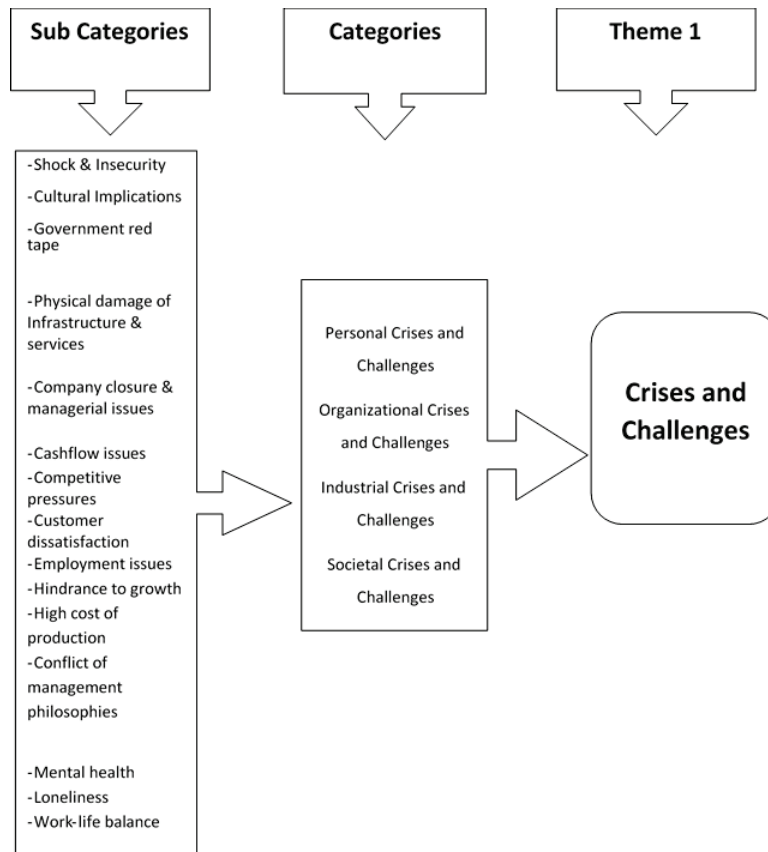 Sub Categories
Categories
Theme 1
-Shock & Insecurity
-Cultural Implications
-Government red
tape
-Physical damage of
Infrastructure &
services
-Company closure &
managerial issues
-Cashflow issues
-Competitive
pressures
-Customer
dissatisfaction
-Employment issues
-Hindrance to growth
-High cost of
production
-Conflict of
management
philosophies
-Mental health
-Loneliness
-Work-life balance
Personal Crises and
Challenges
Organizational Crises
and Challenges
Industrial Crises and
Challenges
Societal Crises and
Challenges
Crises and
Challenges